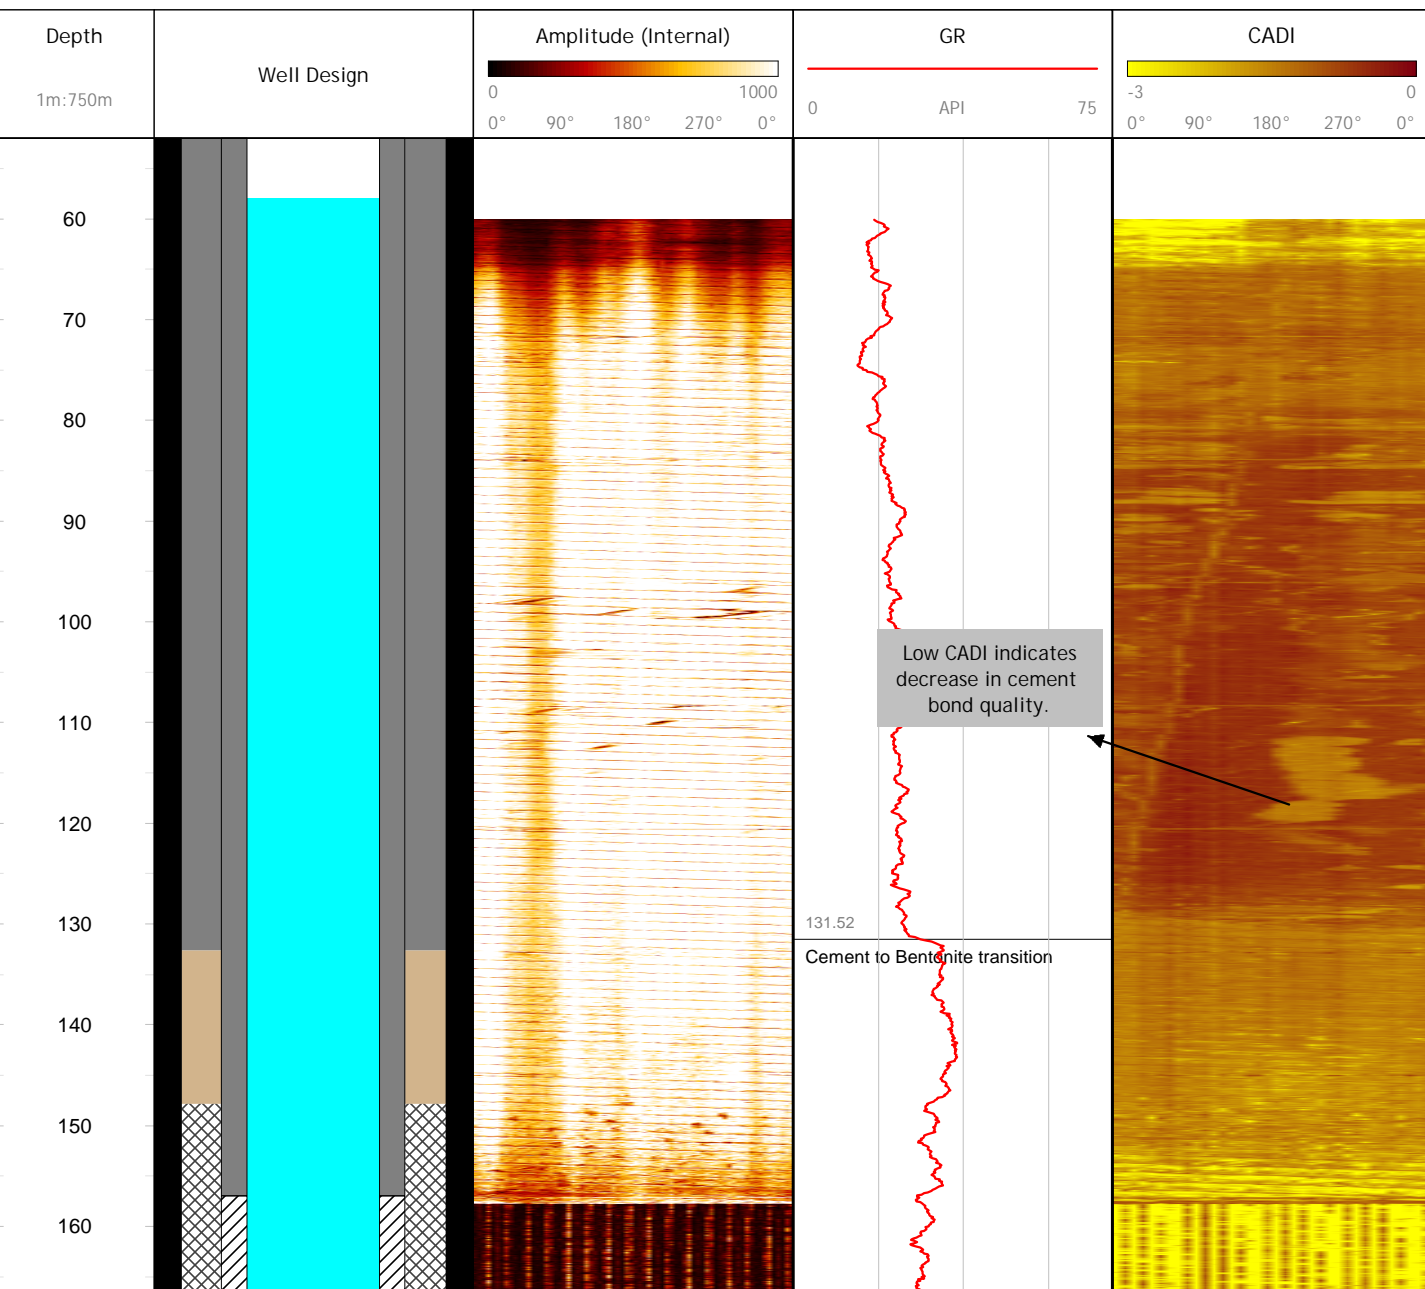 Depth
1m:750m
Well Design
Amplitude (Internal)
0 1000
0° 90° 180° 270° 0°
GR
0 API 75
CADI
-3 0
0° 90° 180° 270° 0°
60
70
80
90
100
Low CADI indicates
decrease in cement
bond quality.
110
120
130
131.52
Cement to Bentonite transition
140
150
160